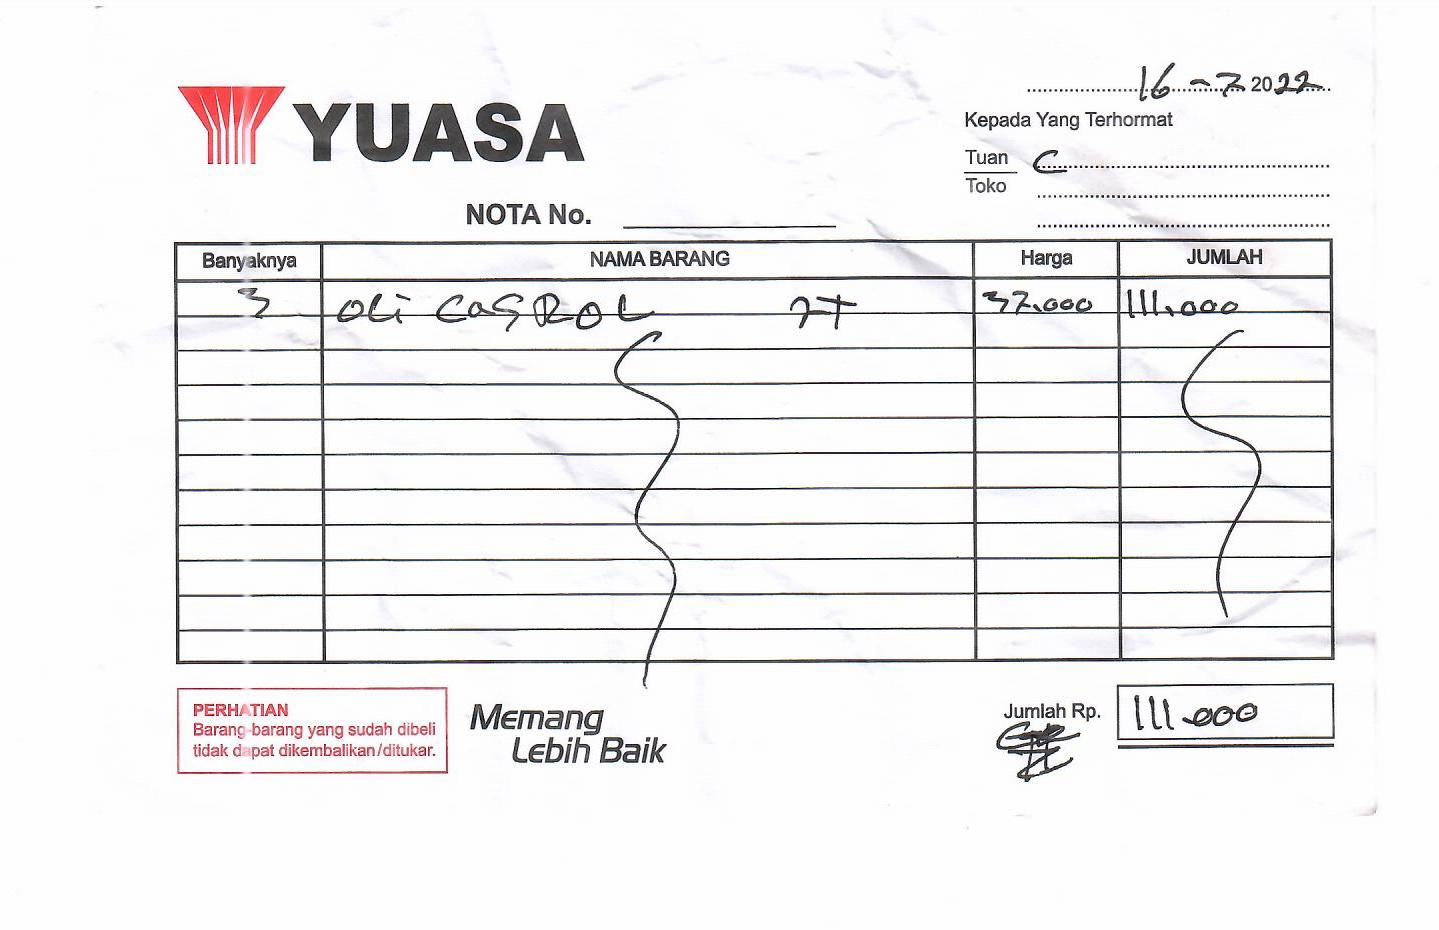 16-7 2022
YUASA
Kepada Yang Terhormat
Tuan C
Toko
NOTA No.
Banyaknya NAMA BARANG Harga JUMLAH
3 OLi CaSROL 2T 37.000 111.000
PERHATIAN
Barang-barang yang sudah dibeli
tidak dapat dikembalikan/ditukar.
Memang
Lebih Baik
Jumlah Rp. 111.000